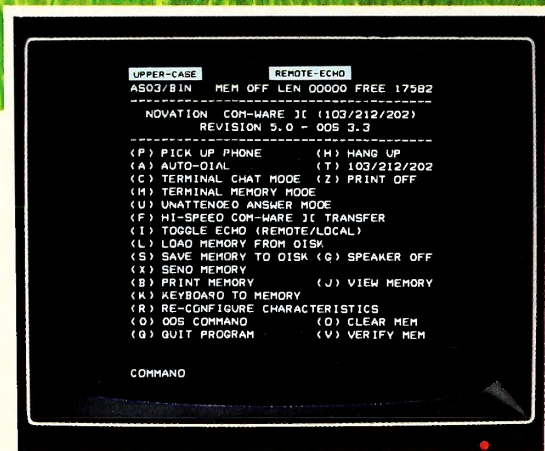 UPPER-CASE REMOTE-ECHO
AS03/BIN MEM OFF LEN 00000 FREE 17582
NOVATION COM-WARE ][ (103/212/202)
REVISION 5.0 - DOS 3.3
(P) PICK UP PHONE (H) HANG UP
(A) AUTO-DIAL (T) 103/212/202
(C) TERMINAL CHAT MODE (Z) PRINT OFF
(M) TERMINAL MEMORY MODE
(U) UNATTENDED ANSWER MODE
(F) HI-SPEED COM-WARE ][ TRANSFER
(I) TOGGLE ECHO (REMOTE/LOCAL)
(L) LOAD MEMORY FROM DISK
(S) SAVE MEMORY TO DISK (G) SPEAKER OFF
(X) SEND MEMORY
(B) PRINT MEMORY (J) VIEW MEMORY
(K) KEYBOARD TO MEMORY
(R) RE-CONFIGURE CHARACTERISTICS
(O) DOS COMMAND (D) CLEAR MEM
(Q) QUIT PROGRAM (V) VERIFY MEM
COMMAND